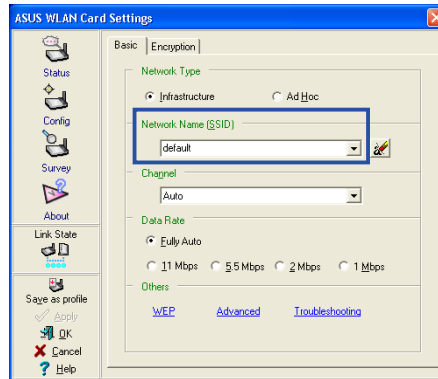 ASUS WLAN Card Settings
Status
Config
Survey
About
Link State
Save as profile
Apply
OK
Cancel
Help
Basic
Encryption
Network Type
Infrastructure
Ad Hoc
Network Name (SSID)
default
Channel
Auto
Data Rate
Fully Auto
11 Mbps
5.5 Mbps
2 Mbps
1 Mbps
Others
WEP
Advanced
Troubleshooting